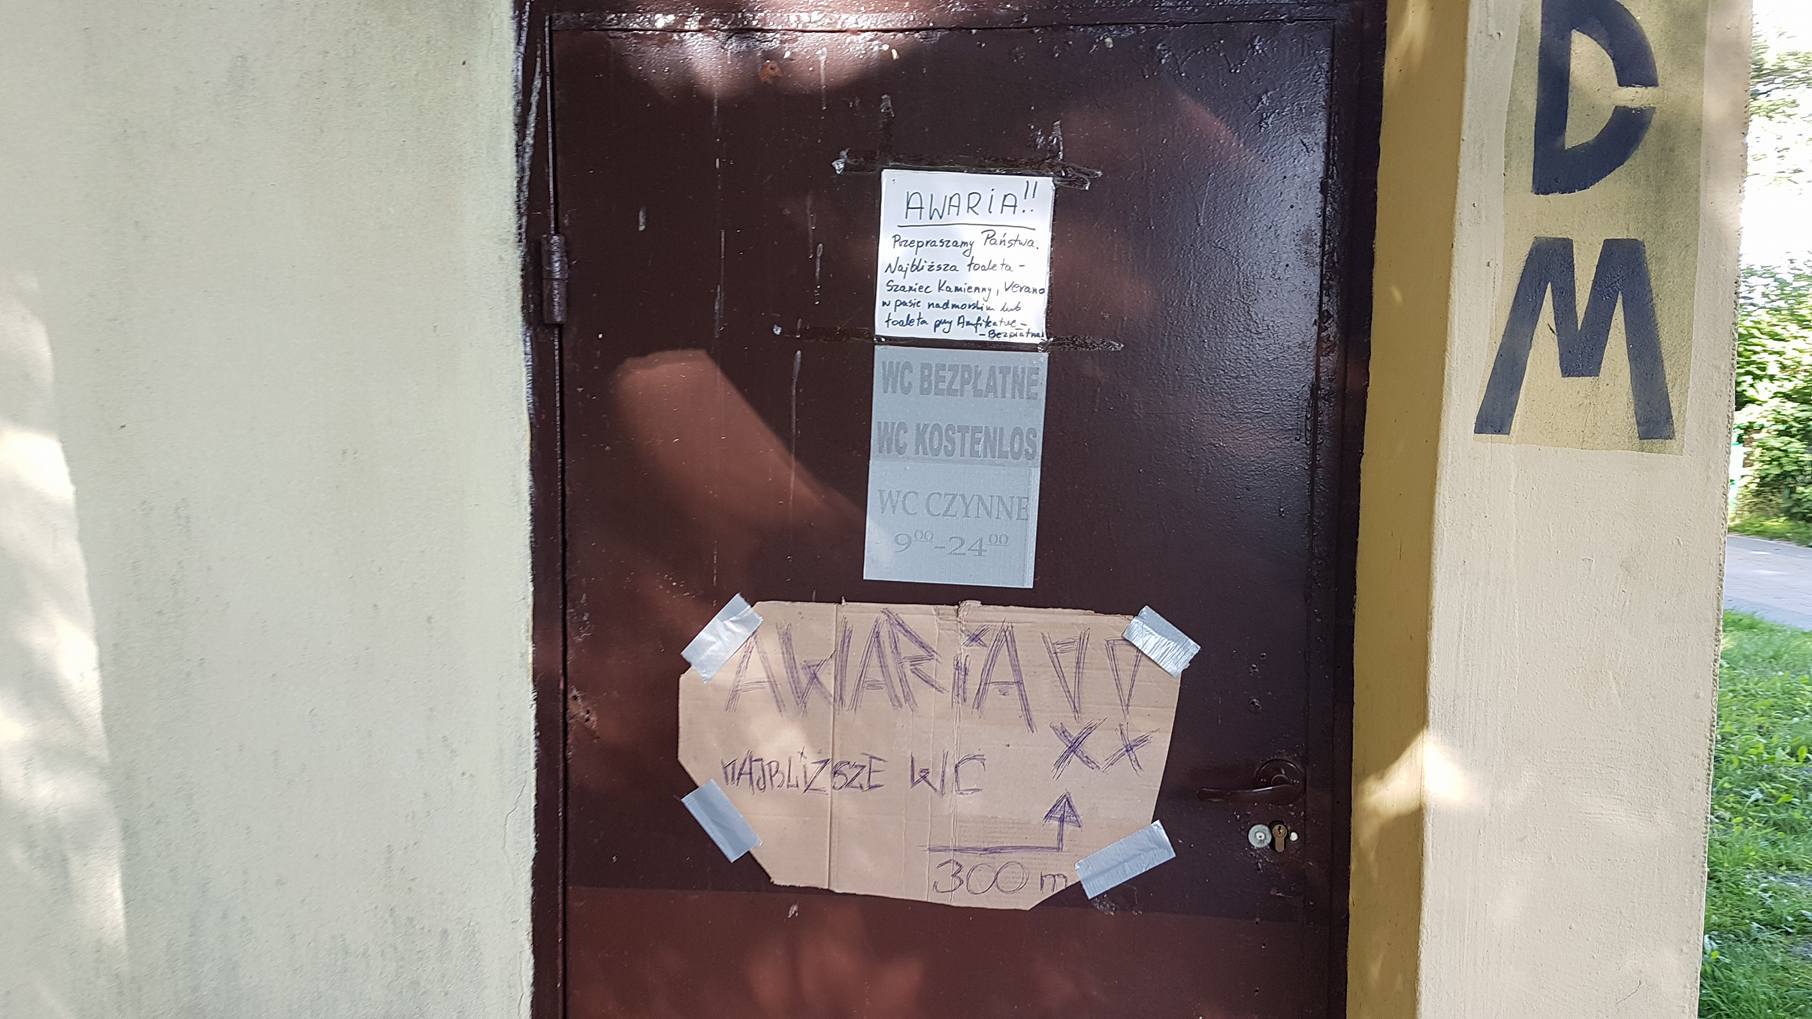 AWARIA!!
Przepraszamy Państwa.
Najbliższa toaleta -
Szaniec Kamienny, Verano
w pasie nadmorskim lub
toaleta przy Amfiteatrze -
- Bezpłatna
WC BEZPŁATNE
WC KOSTENLOS
WC CZYNNE
9⁰⁰-24⁰⁰
AWARIA !!
NAJBLIŻSZE WC
300 m
D
M